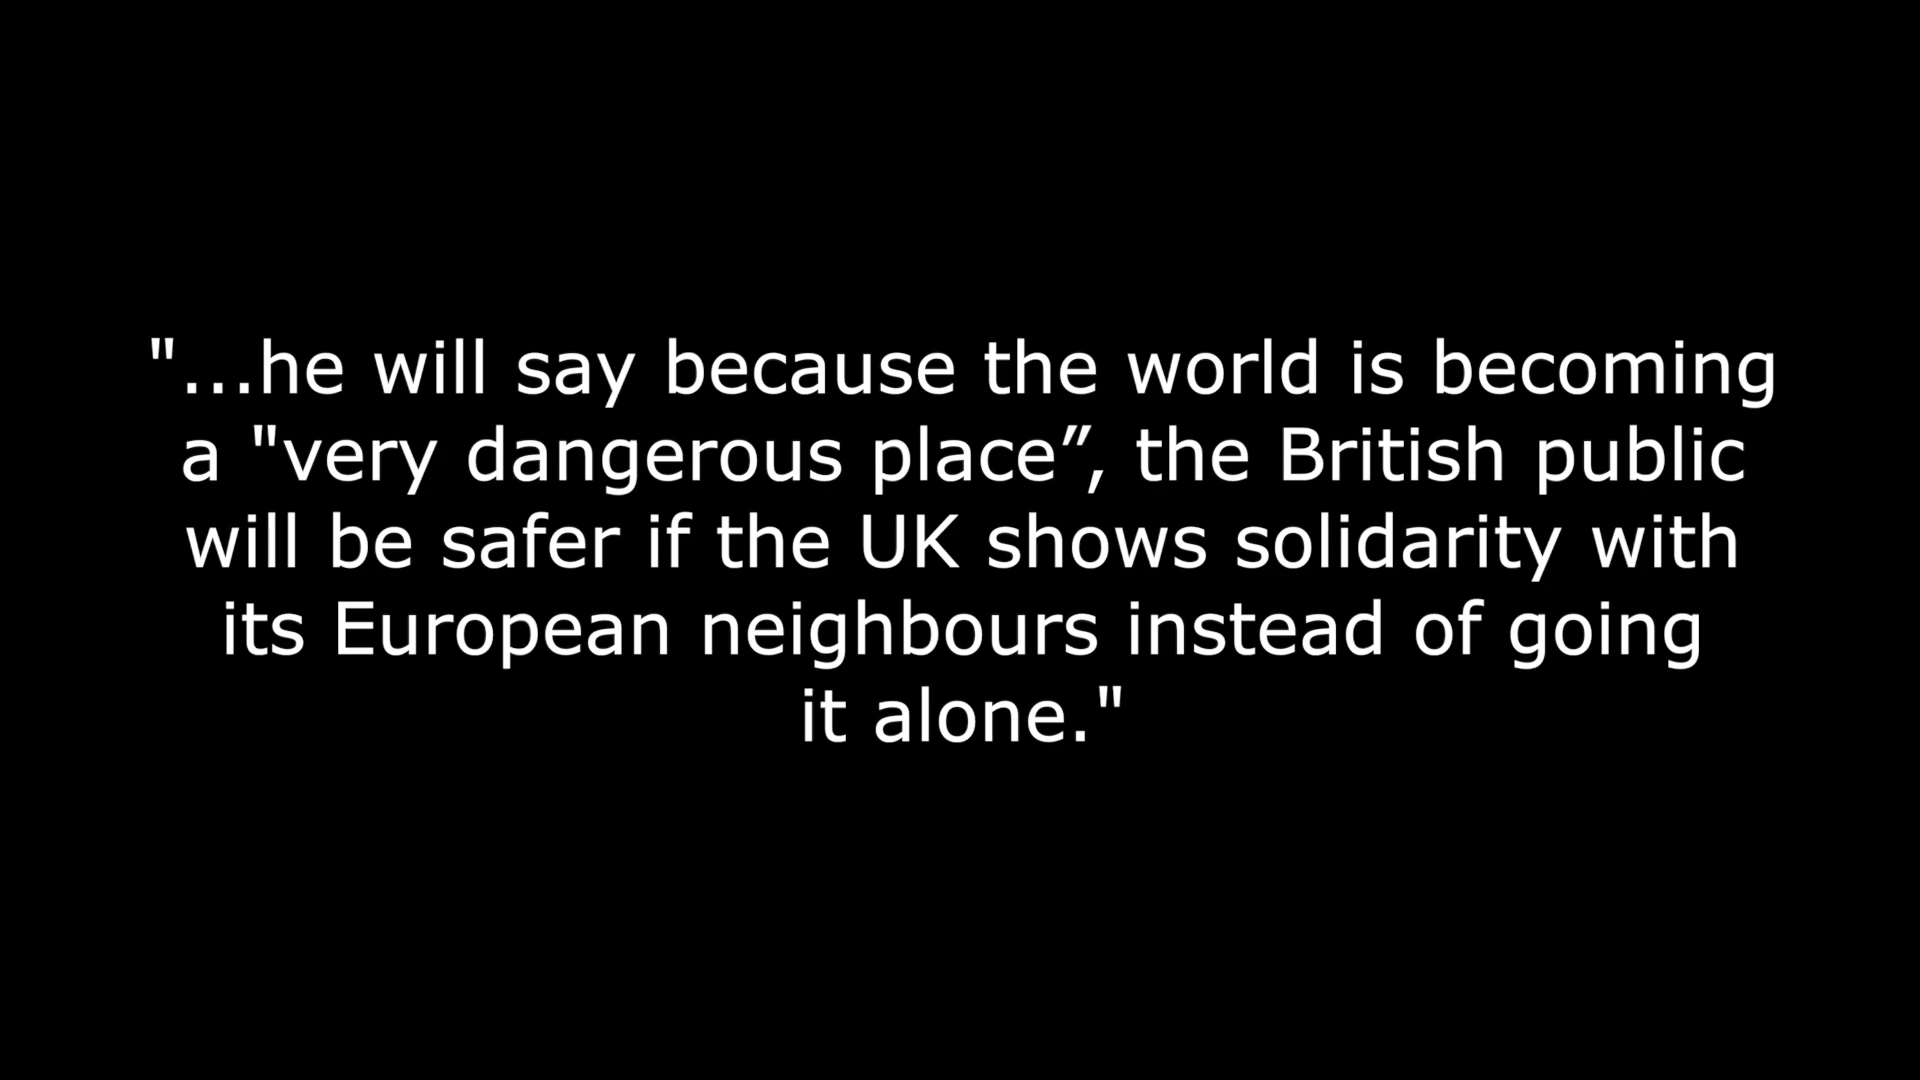 "...he will say because the world is becoming
a "very dangerous place”, the British public
will be safer if the UK shows solidarity with
its European neighbours instead of going
it alone."